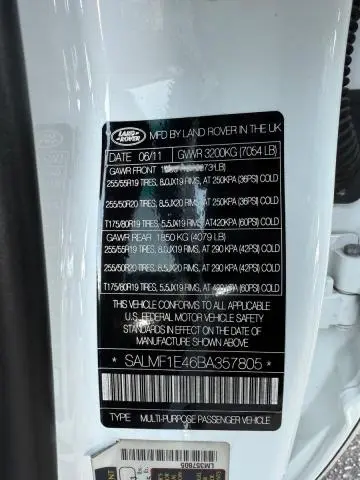 LAND
ROVER
MFD BY LAND ROVER IN THE UK
DATE 06/11 GVWR 3200KG (7054 LB)
GAWR FRONT
255/55R19 TIRES, 8.0JX19 RIMS, AT 250KPA (36PSI) COLD
255/50R20 TIRES, 8.5JX20 RIMS, AT 250KPA (36PSI) COLD
T175/80R19 TIRES, 5.5JX19 RIMS, AT420KPA (60PSI) COLD
GAWR REAR 1850 KG (4079 LB)
255/55R19 TIRES, 8.0JX19 RIMS, AT 290 KPA (42PSI) COLD
255/50R20 TIRES, 8.5JX20 RIMS, AT 290 KPA (42PSI) COLD
T175/80R19 TIRES, 5.5JX19 RIMS, AT 420KPA (60PSI) COLD
THIS VEHICLE CONFORMS TO ALL APPLICABLE
U.S. FEDERAL MOTOR VEHICLE SAFETY
STANDARDS IN EFFECT ON THE DATE OF
MANUFACTURE SHOWN ABOVE
* SALMF1E46BA357805 *
TYPE MULTI-PURPOSE PASSENGER VEHICLE
LM357805